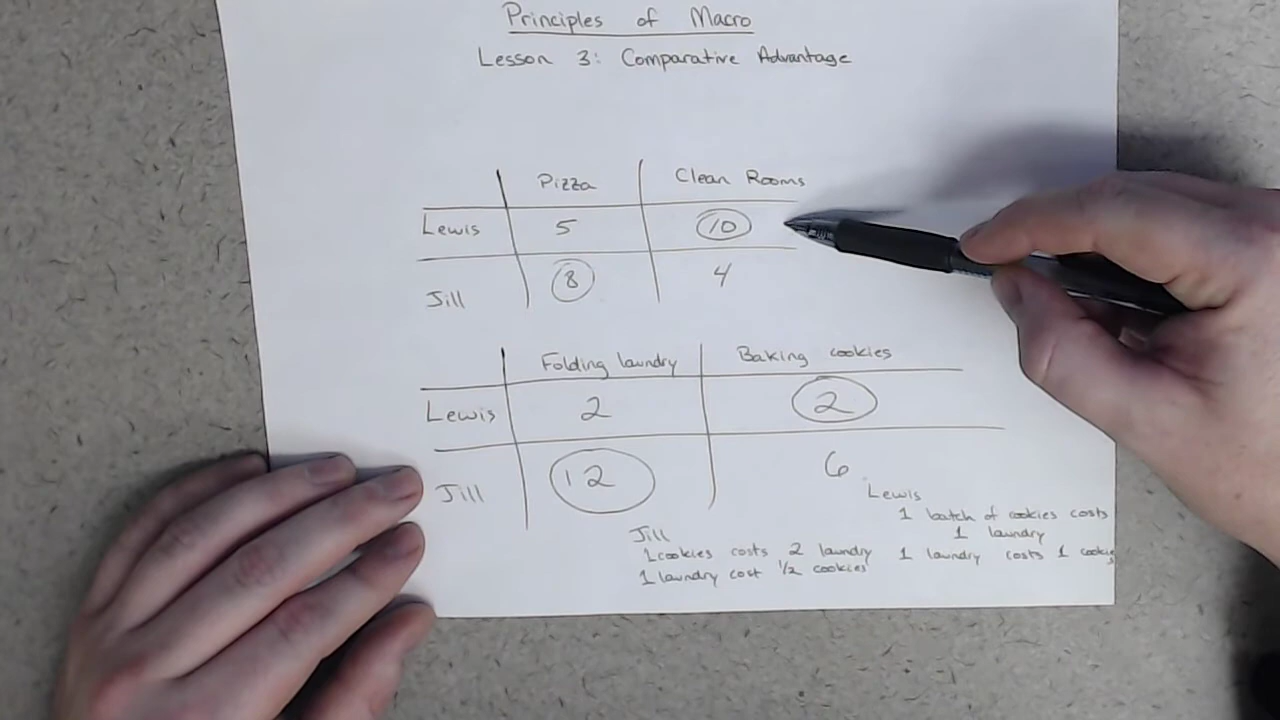 Principles of Macro
Lesson 3: Comparative Advantage
Pizza Clean Rooms
Lewis 5 10
Jill 8 4
Folding laundry Baking cookies
Lewis 2 2
Jill 12 6
Lewis
1 batch of cookies costs
1 laundry
1 laundry costs 1 cookies
Jill
1 cookies costs 2 laundry
1 laundry cost 1/2 cookies